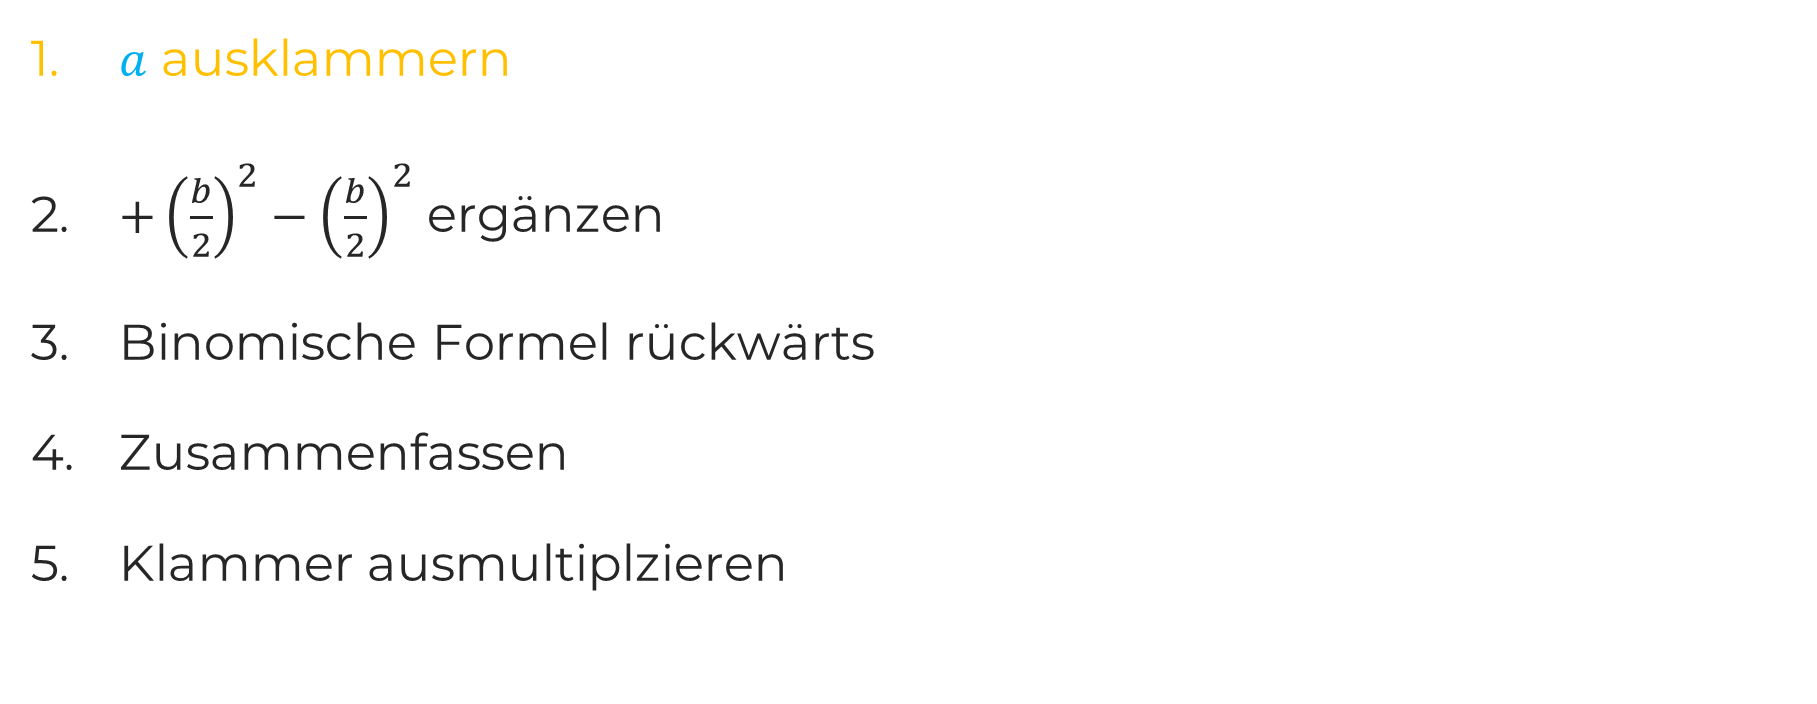 1. a ausklammern
2. +(b/2)² − (b/2)² ergänzen
3. Binomische Formel rückwärts
4. Zusammenfassen
5. Klammer ausmultiplzieren